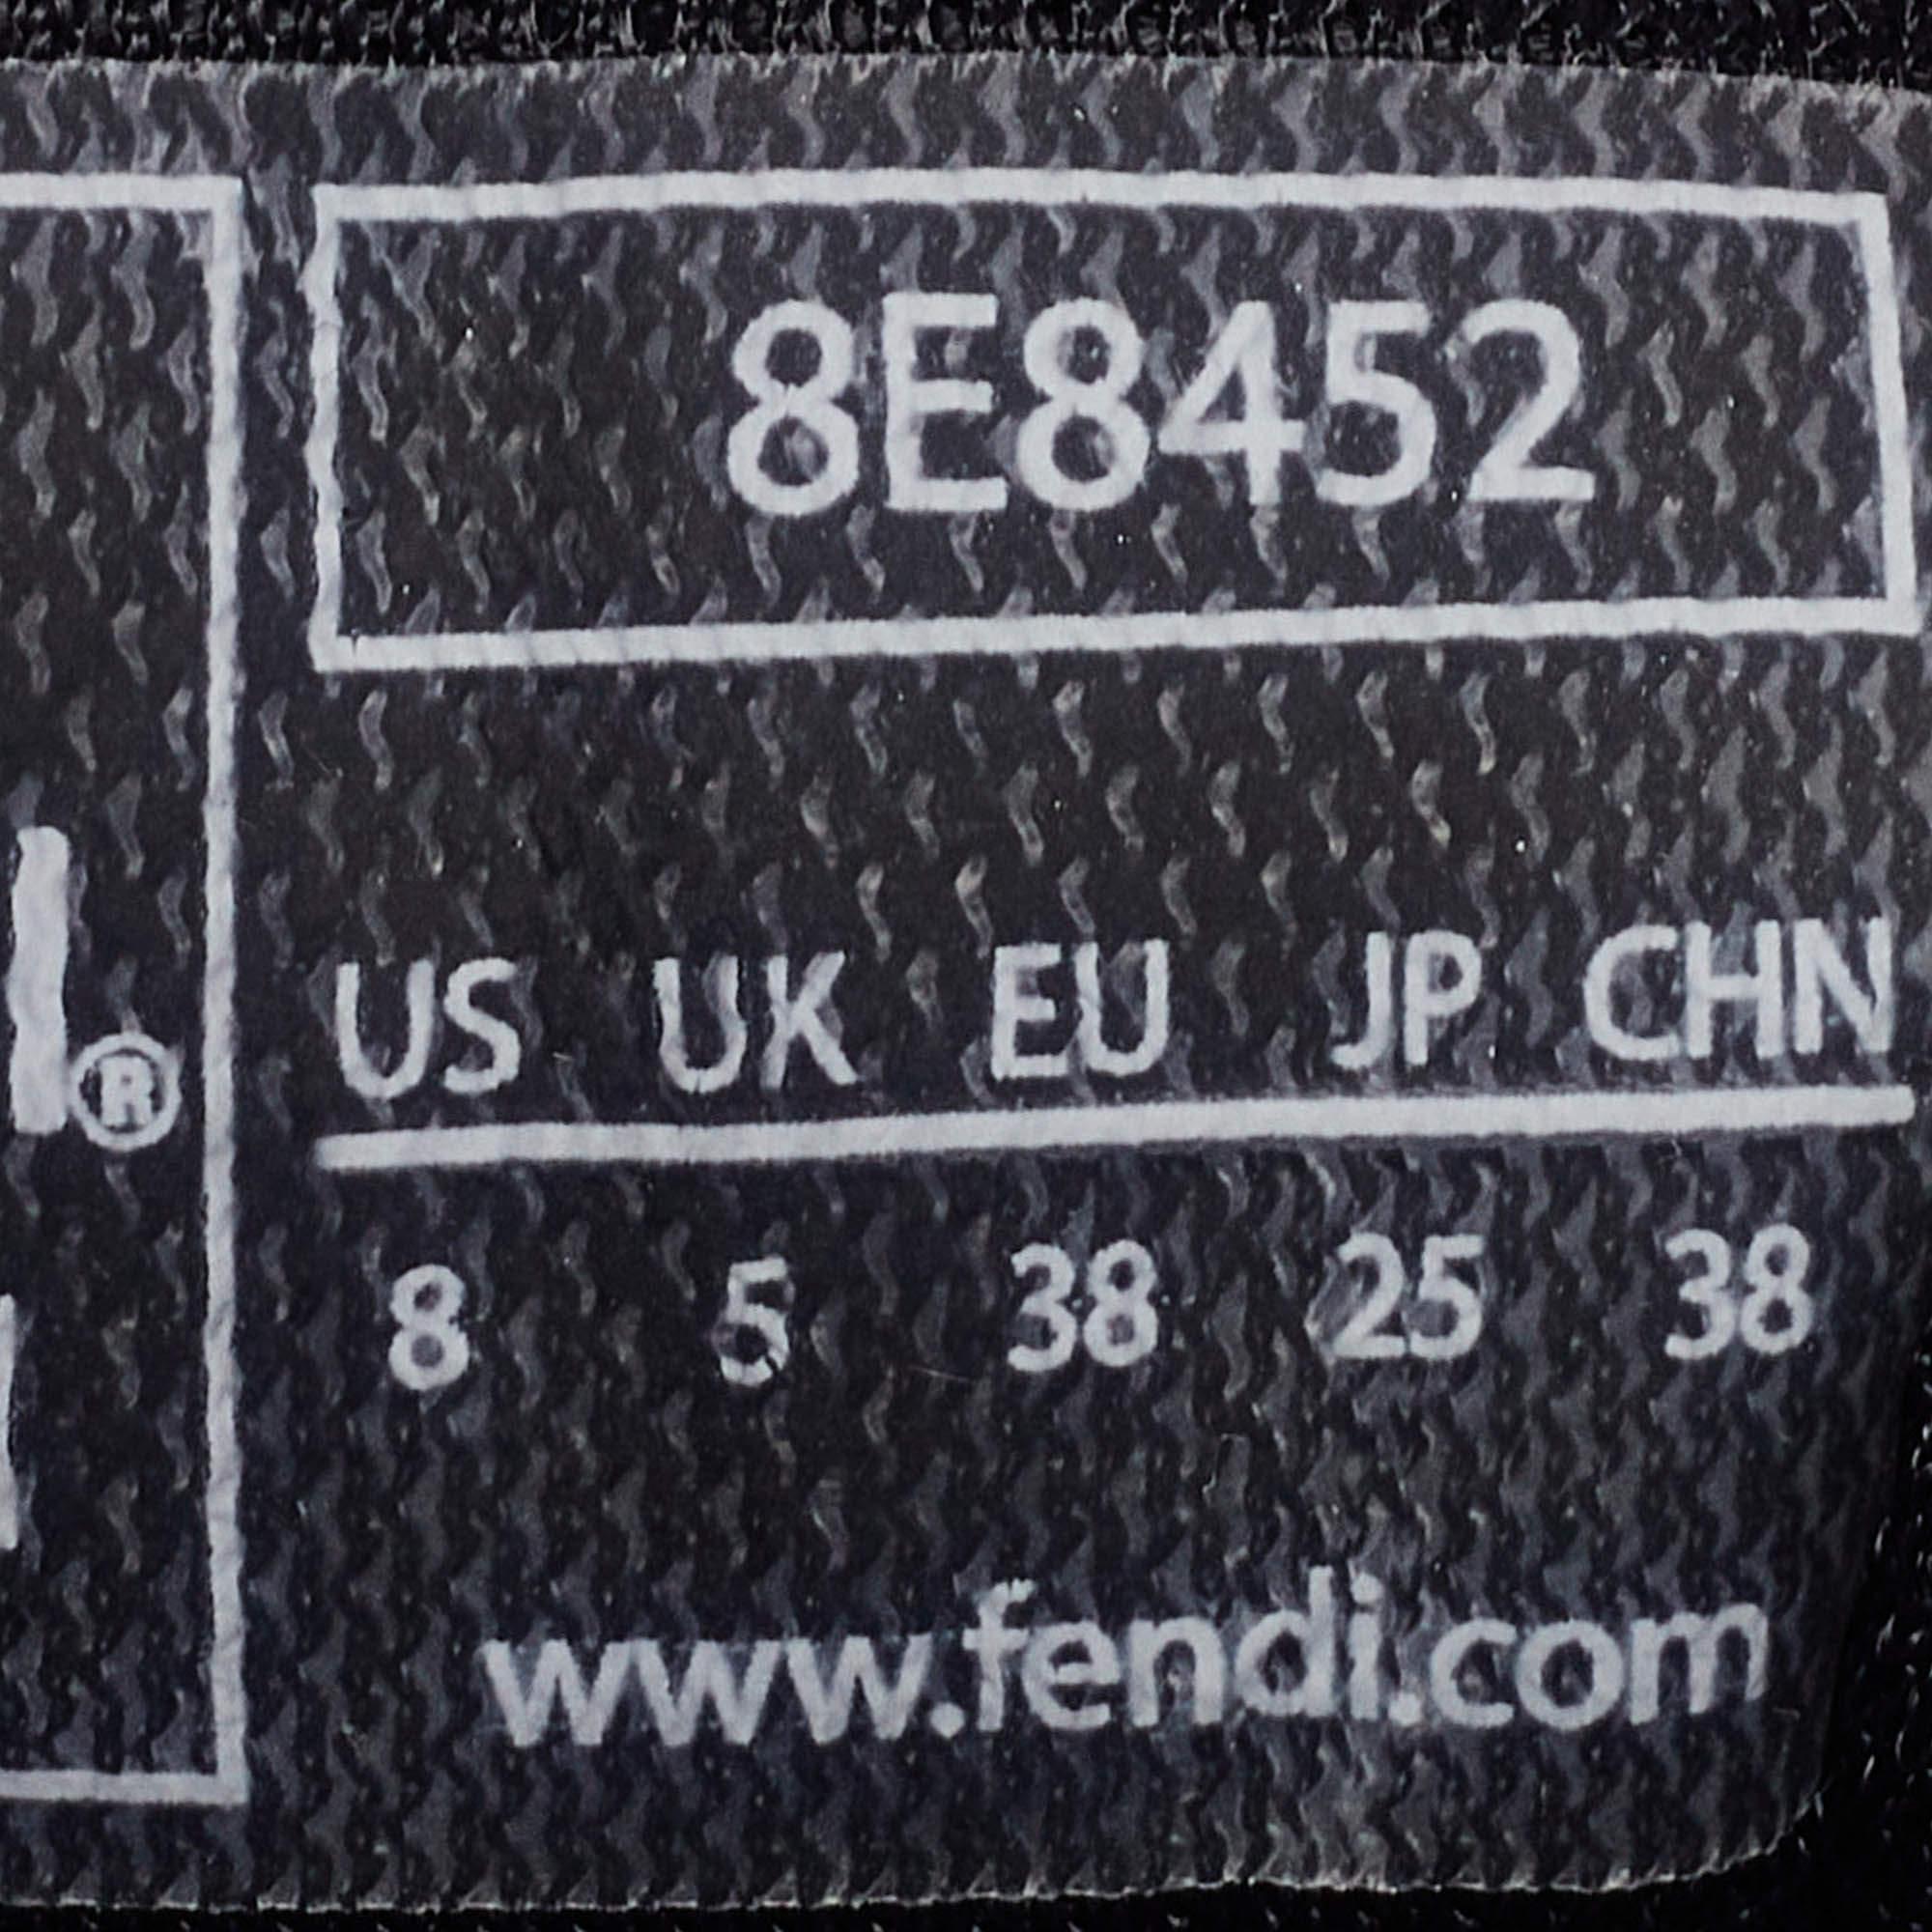 8E8452
US UK EU JP CHN
8 5 38 25 38
www.fendi.com
®